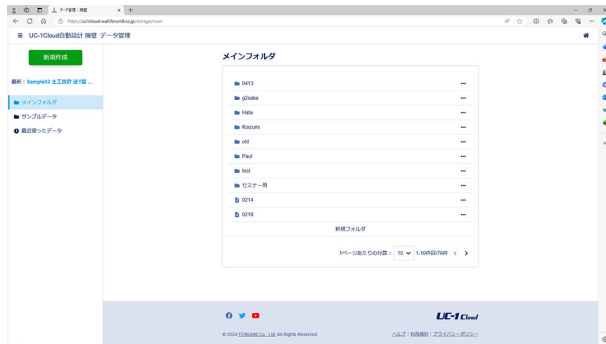 データ管理 | 擁壁
https://uc1cloud-wall.forum8.co.jp/storage/main
UC-1Cloud自動設計 擁壁 データ管理
新規作成
最新：Sample03 主工設計 逆T型 ...
メインフォルダ
サンプルデータ
最近使ったデータ
メインフォルダ
0413
g2saka
Hata
Koizumi
old
Paul
test
セミナー用
0214
0218
新規フォルダ
1ページあたりの行数： 10 1-10件目/76件
UC-1 Cloud
© 2024 FORUM8 Co., Ltd. All Rights Reserved.
ヘルプ | 利用規約 | プライバシーポリシー